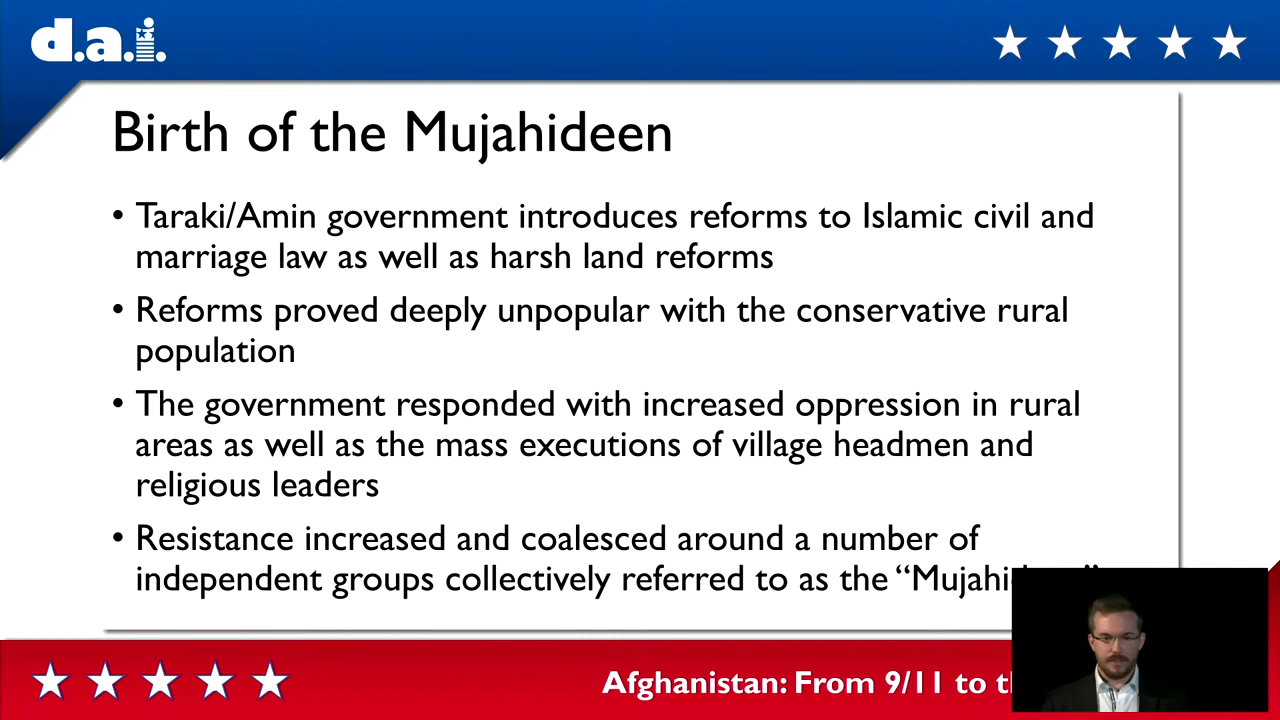 d.a.i.
Birth of the Mujahideen
• Taraki/Amin government introduces reforms to Islamic civil and
marriage law as well as harsh land reforms
• Reforms proved deeply unpopular with the conservative rural
population
• The government responded with increased oppression in rural
areas as well as the mass executions of village headmen and
religious leaders
• Resistance increased and coalesced around a number of
independent groups collectively referred to as the
Afghanistan: From 9/11 to